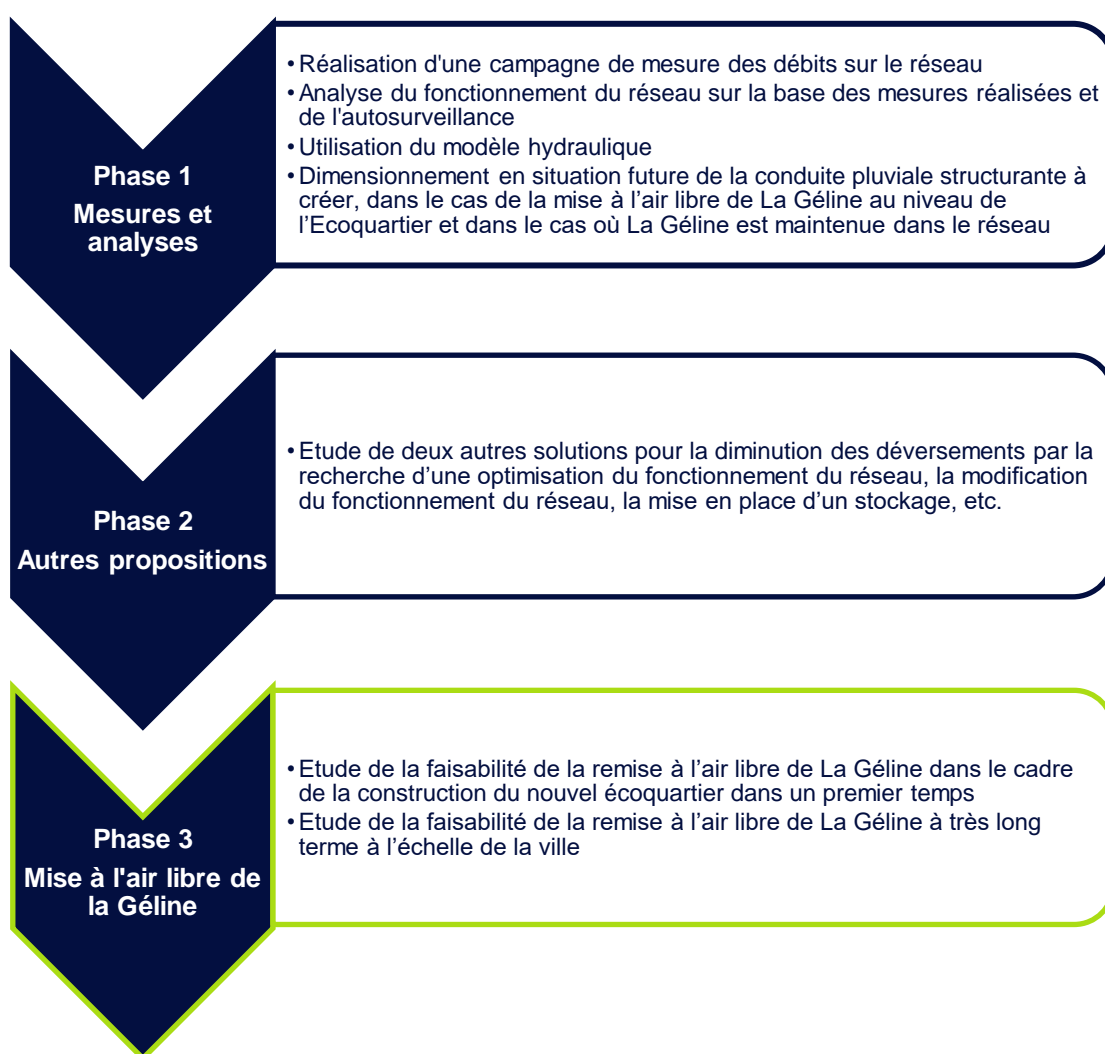 Phase 1
Mesures et
analyses
•Réalisation d'une campagne de mesure des débits sur le réseau
•Analyse du fonctionnement du réseau sur la base des mesures réalisées et
de l'autosurveillance
•Utilisation du modèle hydraulique
•Dimensionnement en situation future de la conduite pluviale structurante à
créer, dans le cas de la mise à l’air libre de La Géline au niveau de
l’Ecoquartier et dans le cas où La Géline est maintenue dans le réseau
Phase 2
Autres propositions
•Etude de deux autres solutions pour la diminution des déversements par la
recherche d’une optimisation du fonctionnement du réseau, la modification
du fonctionnement du réseau, la mise en place d’un stockage, etc.
Phase 3
Mise à l'air libre de
la Géline
•Etude de la faisabilité de la remise à l’air libre de La Géline dans le cadre
de la construction du nouvel écoquartier dans un premier temps
•Etude de la faisabilité de la remise à l’air libre de La Géline à très long
terme à l’échelle de la ville